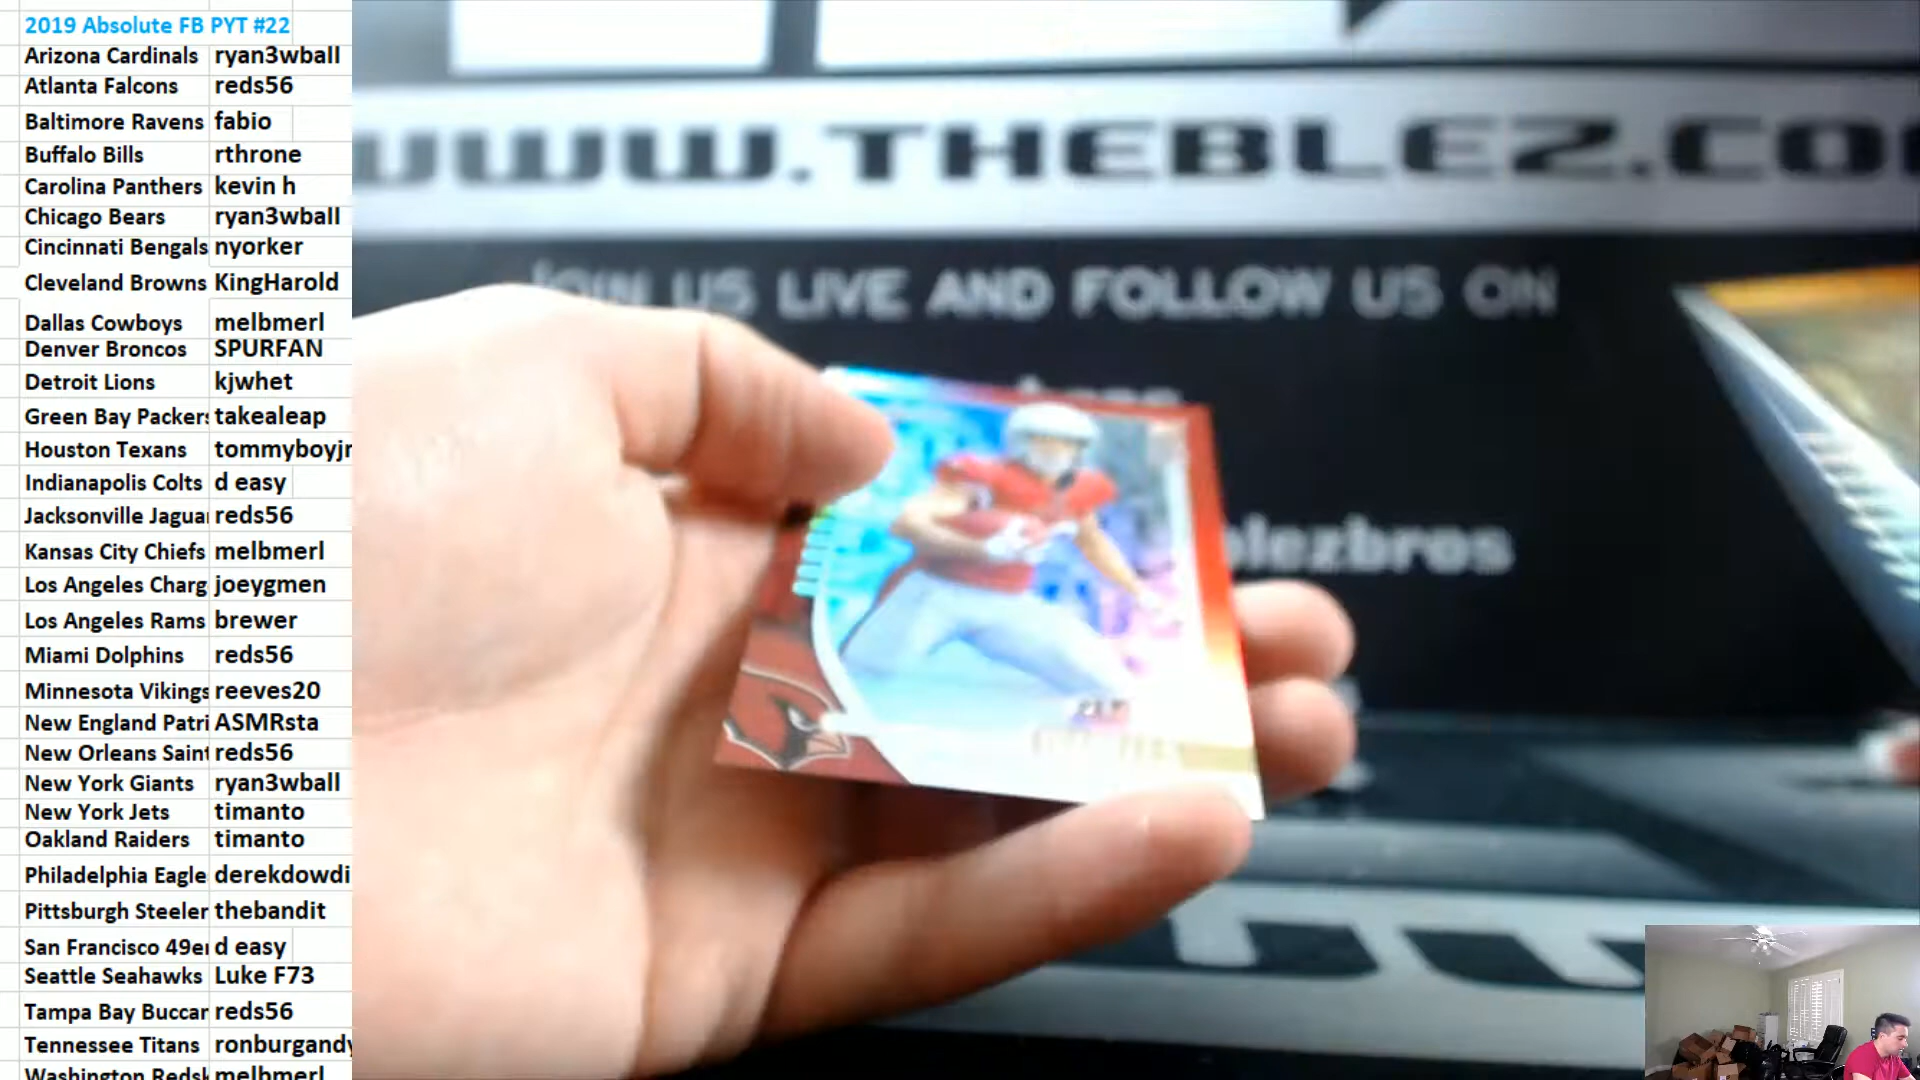 2019 Absolute FB PYT #22
Arizona Cardinals ryan3wball
Atlanta Falcons reds56
Baltimore Ravens fabio
Buffalo Bills rthrone
Carolina Panthers kevin h
Chicago Bears ryan3wball
Cincinnati Bengals nyorker
Cleveland Browns KingHarold
Dallas Cowboys melbmerl
Denver Broncos SPURFAN
Detroit Lions kjwhet
Green Bay Packers takealeap
Houston Texans tommyboyjr
Indianapolis Colts d easy
Jacksonville Jagua reds56
Kansas City Chiefs melbmerl
Los Angeles Charg joeygmen
Los Angeles Rams brewer
Miami Dolphins reds56
Minnesota Vikings reeves20
New England Patri ASMRsta
New Orleans Saint reds56
New York Giants ryan3wball
New York Jets timanto
Oakland Raiders timanto
Philadelphia Eagle derekdowdi
Pittsburgh Steeler thebandit
San Francisco 49er d easy
Seattle Seahawks Luke F73
Tampa Bay Buccar reds56
Tennessee Titans ronburgandy
Washington Redsk melbmerl
WWW.THEBLEZ.CO
JOIN US LIVE AND FOLLOW US ON
blezbros